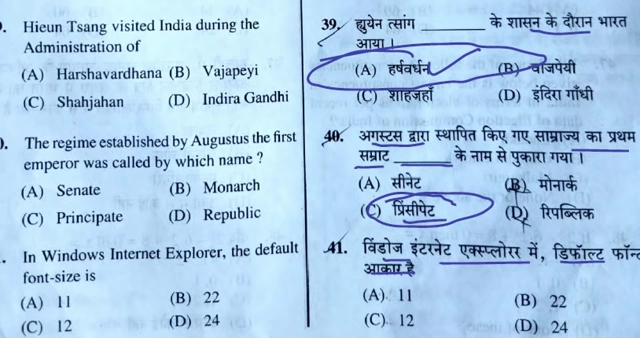 . Hieun Tsang visited India during the
Administration of
(A) Harshavardhana (B) Vajapeyi
(C) Shahjahan (D) Indira Gandhi
). The regime established by Augustus the first
emperor was called by which name ?
(A) Senate (B) Monarch
(C) Principate (D) Republic
. In Windows Internet Explorer, the default
font-size is
(A) 11 (B) 22
(C) 12 (D) 24
39. ह्युयेन त्सांग ________ के शासन के दौरान भारत
आया।
(A) हर्षवर्धन (B) वाजपेयी
(C) शाहजहाँ (D) इंदिरा गाँधी
40. अगस्टस द्वारा स्थापित किए गए साम्राज्य का प्रथम
सम्राट ________ के नाम से पुकारा गया ।
(A) सीनेट (B) मोनार्क
(C) प्रिंसीपेट (D) रिपब्लिक
41. विंडोज इंटरनेट एक्स्प्लोरर में, डिफॉल्ट फॉन्ट
आकार है
(A) 11 (B) 22
(C) 12 (D) 24